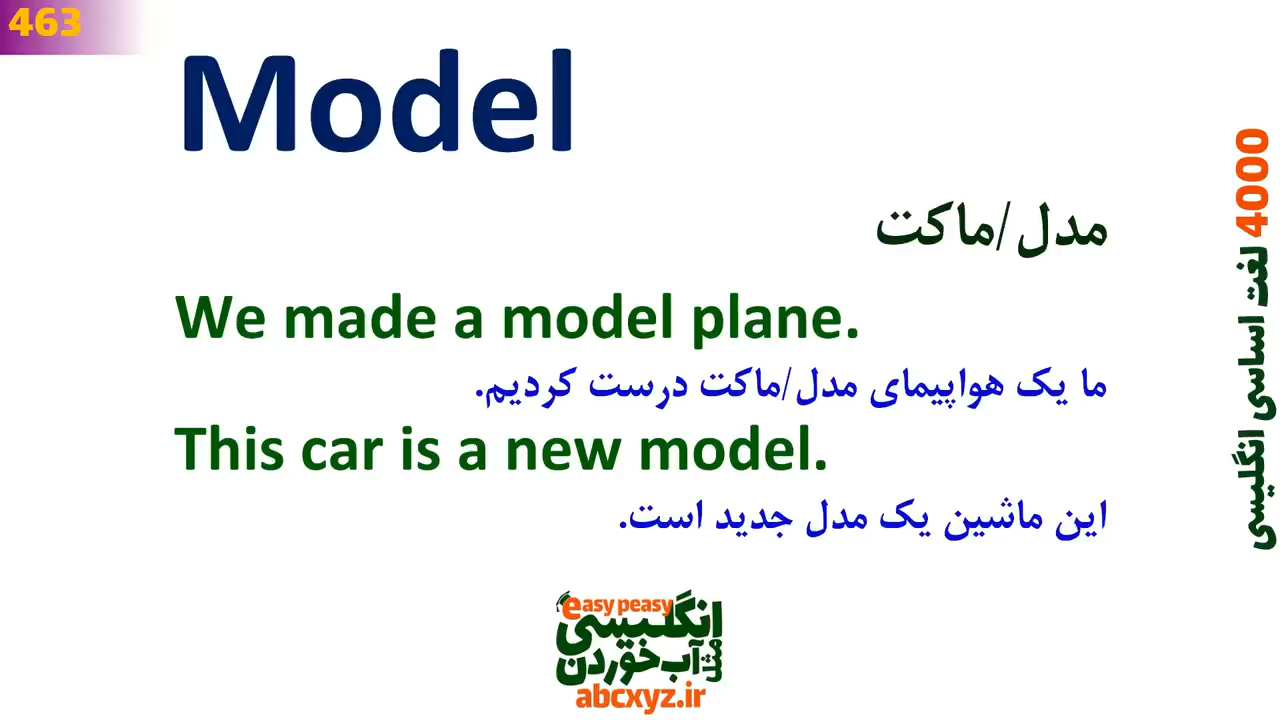 463
Model
مدل/ماکت
We made a model plane.
ما یک هواپیمای مدل/ماکت درست کردیم.
This car is a new model.
این ماشین یک مدل جدید است.
4000 لغت اساسی انگلیسی
easy peasy
انگلیسی
مثل آب خوردن
abcxyz.ir